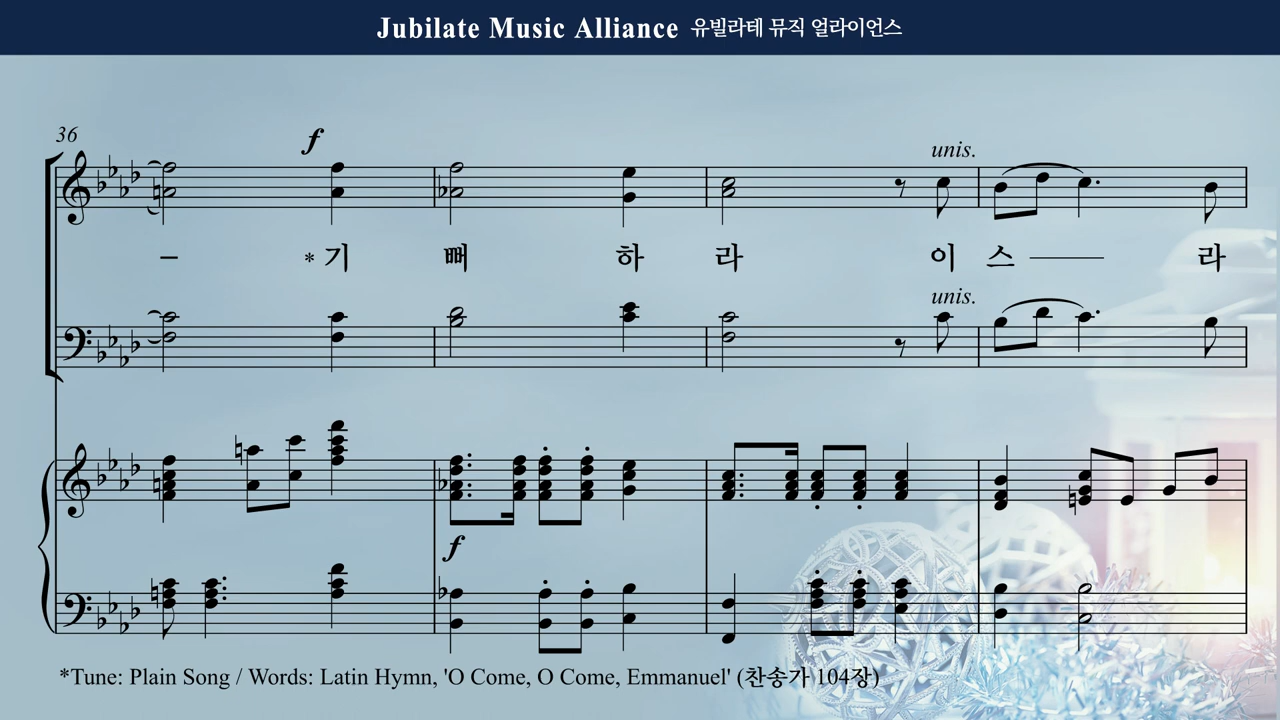 Jubilate Music Alliance 유빌라테 뮤직 얼라이언스
36
f
unis.
– *기 뻐 하 라 이 스 라
unis.
f
*Tune: Plain Song / Words: Latin Hymn, 'O Come, O Come, Emmanuel' (찬송가 104장)